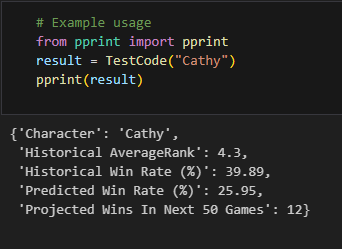 # Example usage
from pprint import pprint
result = TestCode("Cathy")
pprint(result)
{'Character': 'Cathy',
 'Historical AverageRank': 4.3,
 'Historical Win Rate (%)': 39.89,
 'Predicted Win Rate (%)': 25.95,
 'Projected Wins In Next 50 Games': 12}